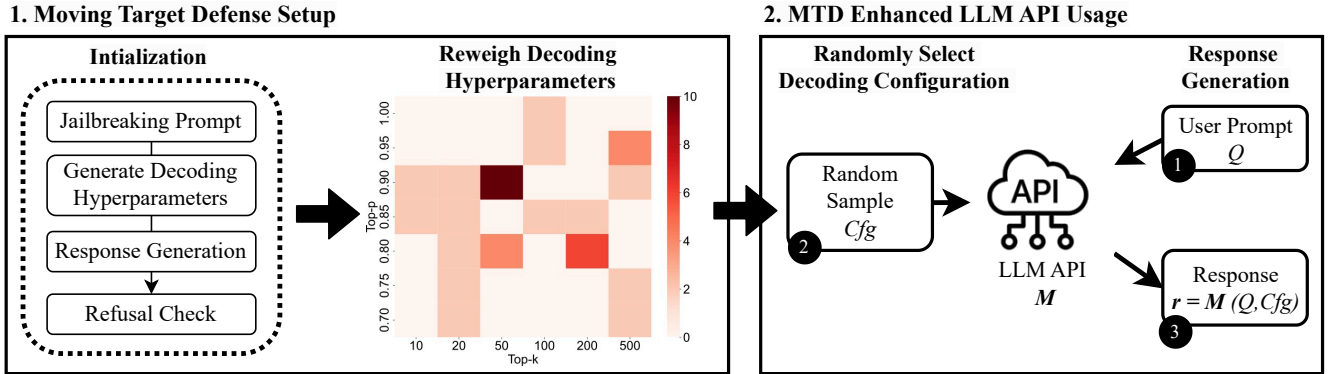 1. Moving Target Defense Setup
Intialization
Jailbreaking Prompt
Generate Decoding
Hyperparameters
Response Generation
Refusal Check
Reweigh Decoding
Hyperparameters
Top-p
1.00
0.95
0.90
0.85
0.80
0.75
0.70
10
20
50
100
200
500
Top-k
10
8
6
4
2
0
2. MTD Enhanced LLM API Usage
Randomly Select
Decoding Configuration
Random
Sample
Cfg
2
API
LLM API
M
Response
Generation
User Prompt
Q
1
Response
r = M (Q,Cfg)
3